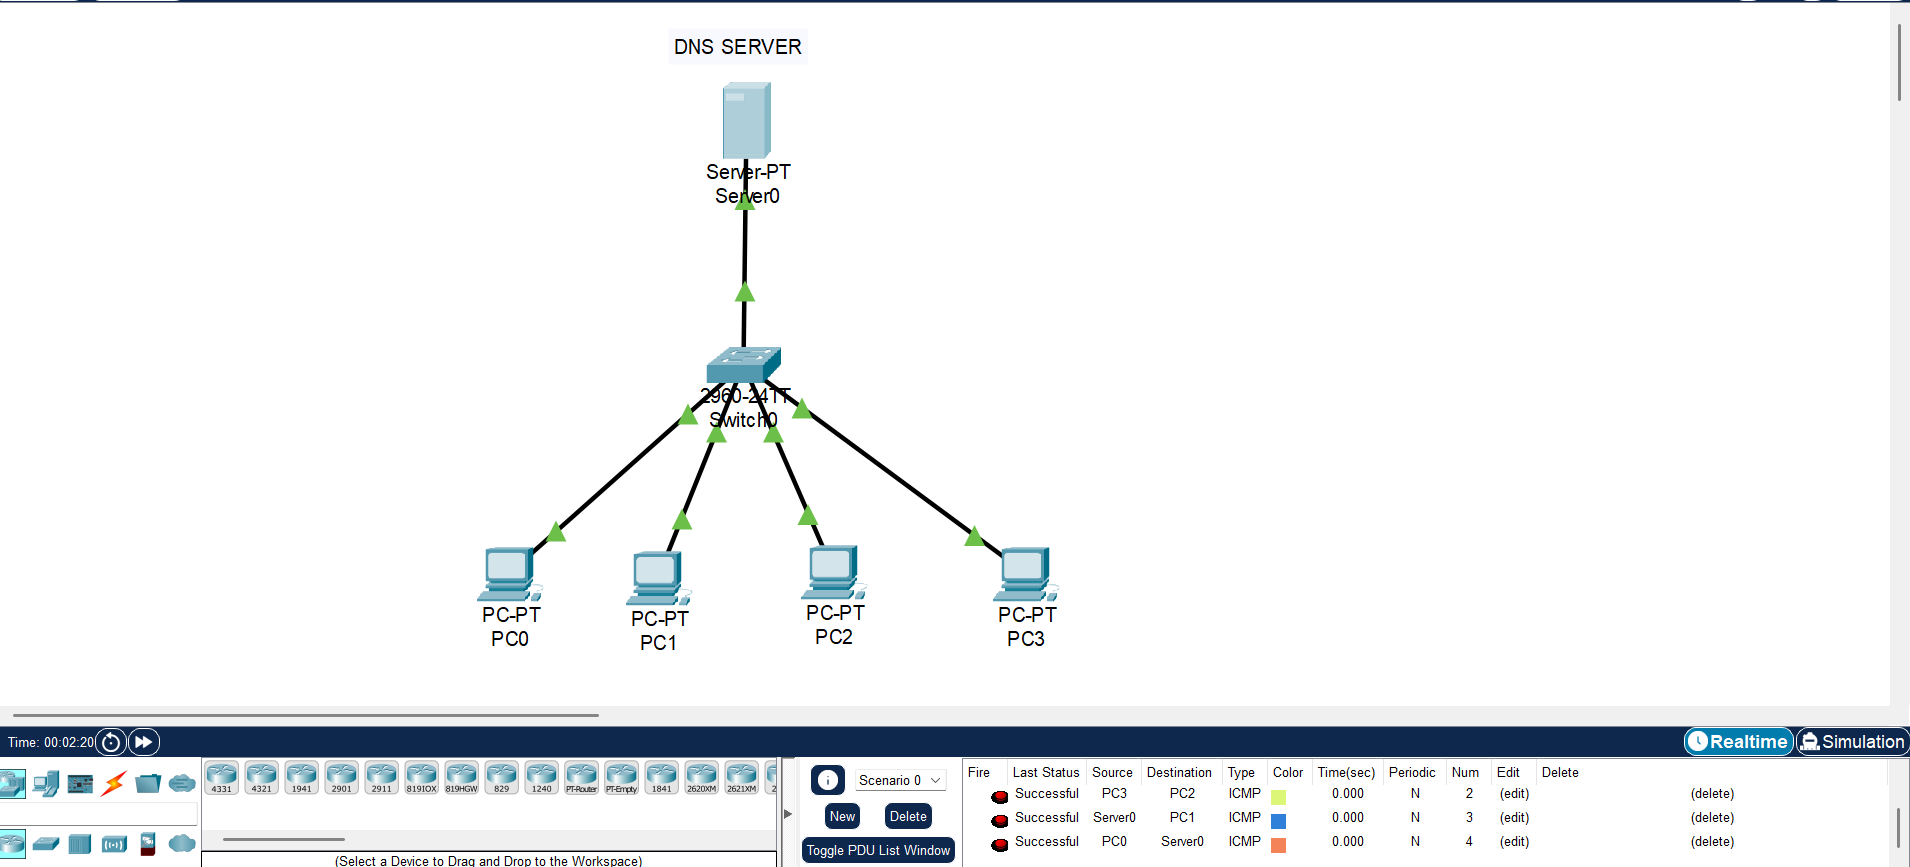 DNS SERVER
Server-PT
Server0
2960-24TT
Switch0
PC-PT
PC0
PC-PT
PC1
PC-PT
PC2
PC-PT
PC3
Time: 00:02:20
Realtime
Simulation
4331 4321 1941 2901 2911 819IOX 819HGW 829 1240 PT-Router PT-Empty 1841 2620XM 2621XM 2
(Select a Device to Drag and Drop to the Workspace)
Scenario 0
New Delete
Toggle PDU List Window
Fire Last Status Source Destination Type Color Time(sec) Periodic Num Edit Delete
Successful PC3 PC2 ICMP 0.000 N 2 (edit) (delete)
Successful Server0 PC1 ICMP 0.000 N 3 (edit) (delete)
Successful PC0 Server0 ICMP 0.000 N 4 (edit) (delete)